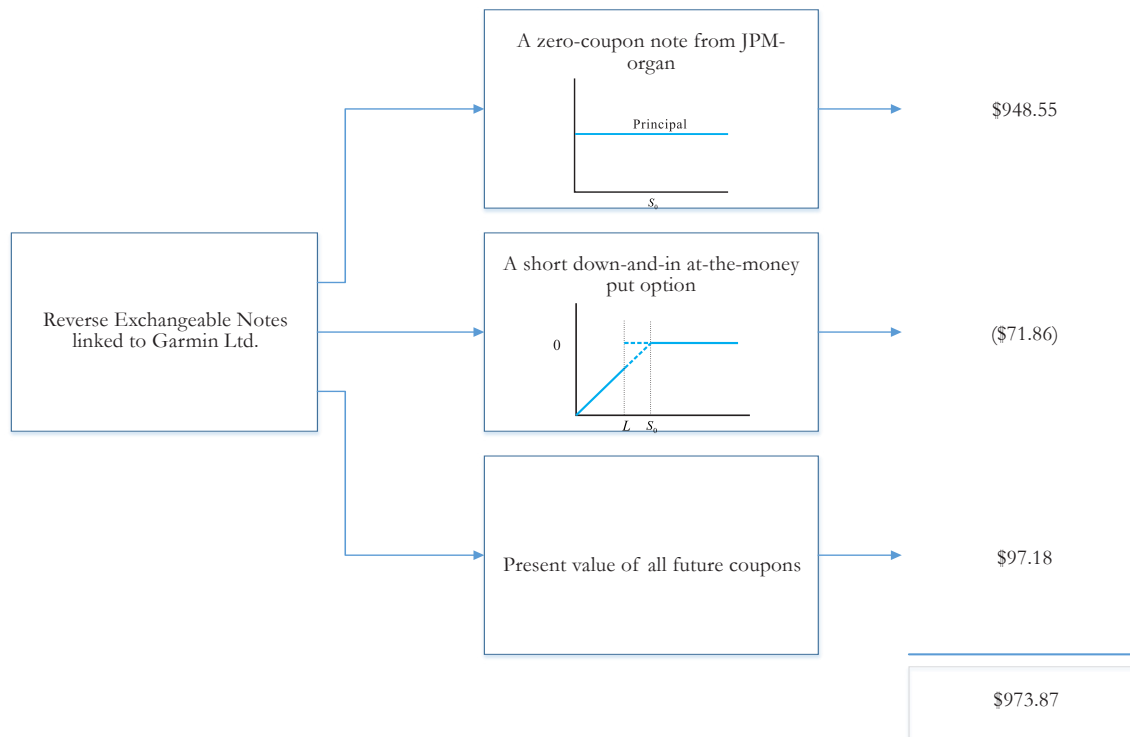 Reverse Exchangeable Notes
linked to Garmin Ltd.
A zero-coupon note from JPM-
organ
Principal
S₀
$948.55
A short down-and-in at-the-money
put option
0
L S₀
($71.86)
Present value of all future coupons
$97.18
$973.87